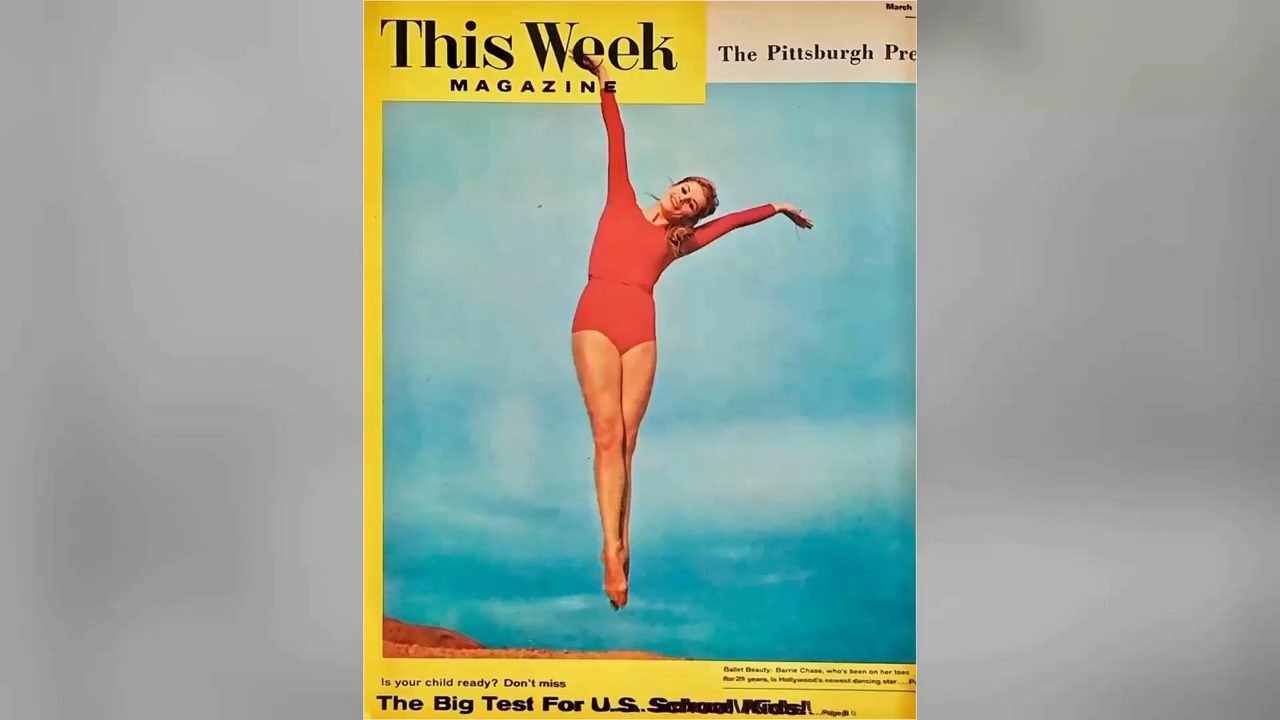 March
This Week
MAGAZINE
The Pittsburgh Pre
Ballet Beauty: Barrie Chase, who's been on her toes
for 21 years, is Hollywood's newest dancing star ...
Is your child ready? Don't miss
The Big Test For U.S. School Kids!